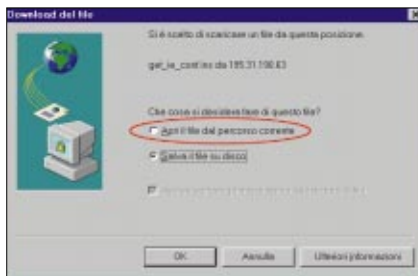 Download del file
Si è scelto di scaricare un file da questa posizione.
get_ie_cont.ins da 195.31.190.63
Che cosa si desidera fare di questo file?
Apri il file dal percorso corrente
Salva il file su disco
OK
Annulla
Ulteriori informazioni